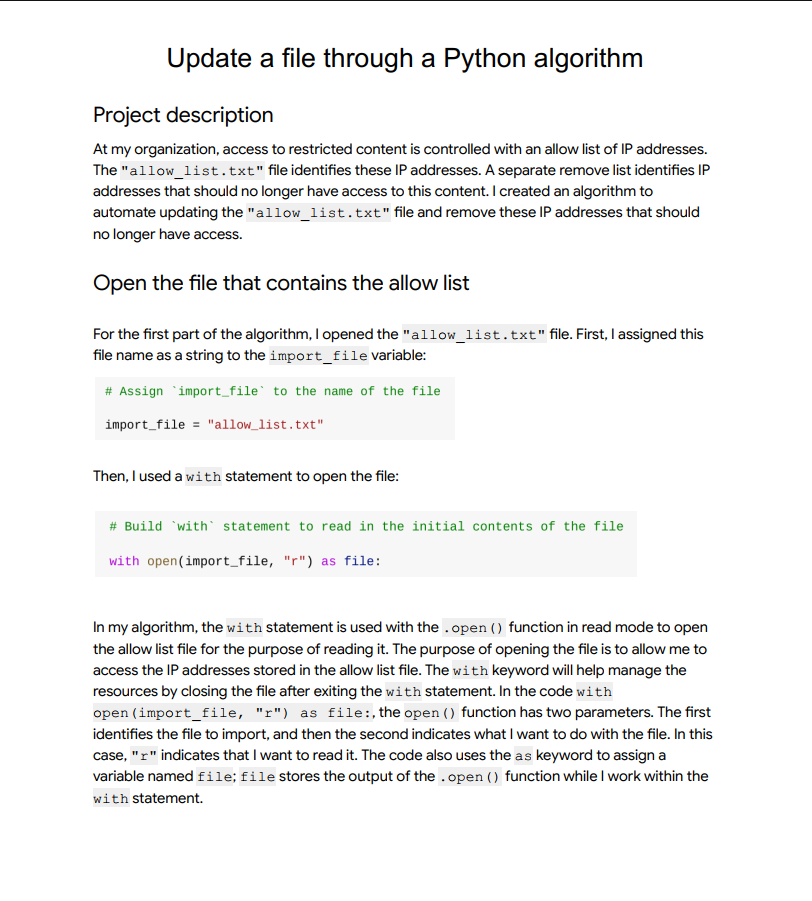 Update a file through a Python algorithm
Project description
At my organization, access to restricted content is controlled with an allow list of IP addresses.
The "allow_list.txt" file identifies these IP addresses. A separate remove list identifies IP
addresses that should no longer have access to this content. I created an algorithm to
automate updating the "allow_list.txt" file and remove these IP addresses that should
no longer have access.
Open the file that contains the allow list
For the first part of the algorithm, I opened the "allow_list.txt" file. First, I assigned this
file name as a string to the import_file variable:
# Assign `import_file` to the name of the file
import_file = "allow_list.txt"
Then, I used a with statement to open the file:
# Build `with` statement to read in the initial contents of the file
with open(import_file, "r") as file:
In my algorithm, the with statement is used with the .open() function in read mode to open
the allow list file for the purpose of reading it. The purpose of opening the file is to allow me to
access the IP addresses stored in the allow list file. The with keyword will help manage the
resources by closing the file after exiting the with statement. In the code with
open(import_file, "r") as file:, the open() function has two parameters. The first
identifies the file to import, and then the second indicates what I want to do with the file. In this
case, "r" indicates that I want to read it. The code also uses the as keyword to assign a
variable named file; file stores the output of the .open() function while I work within the
with statement.